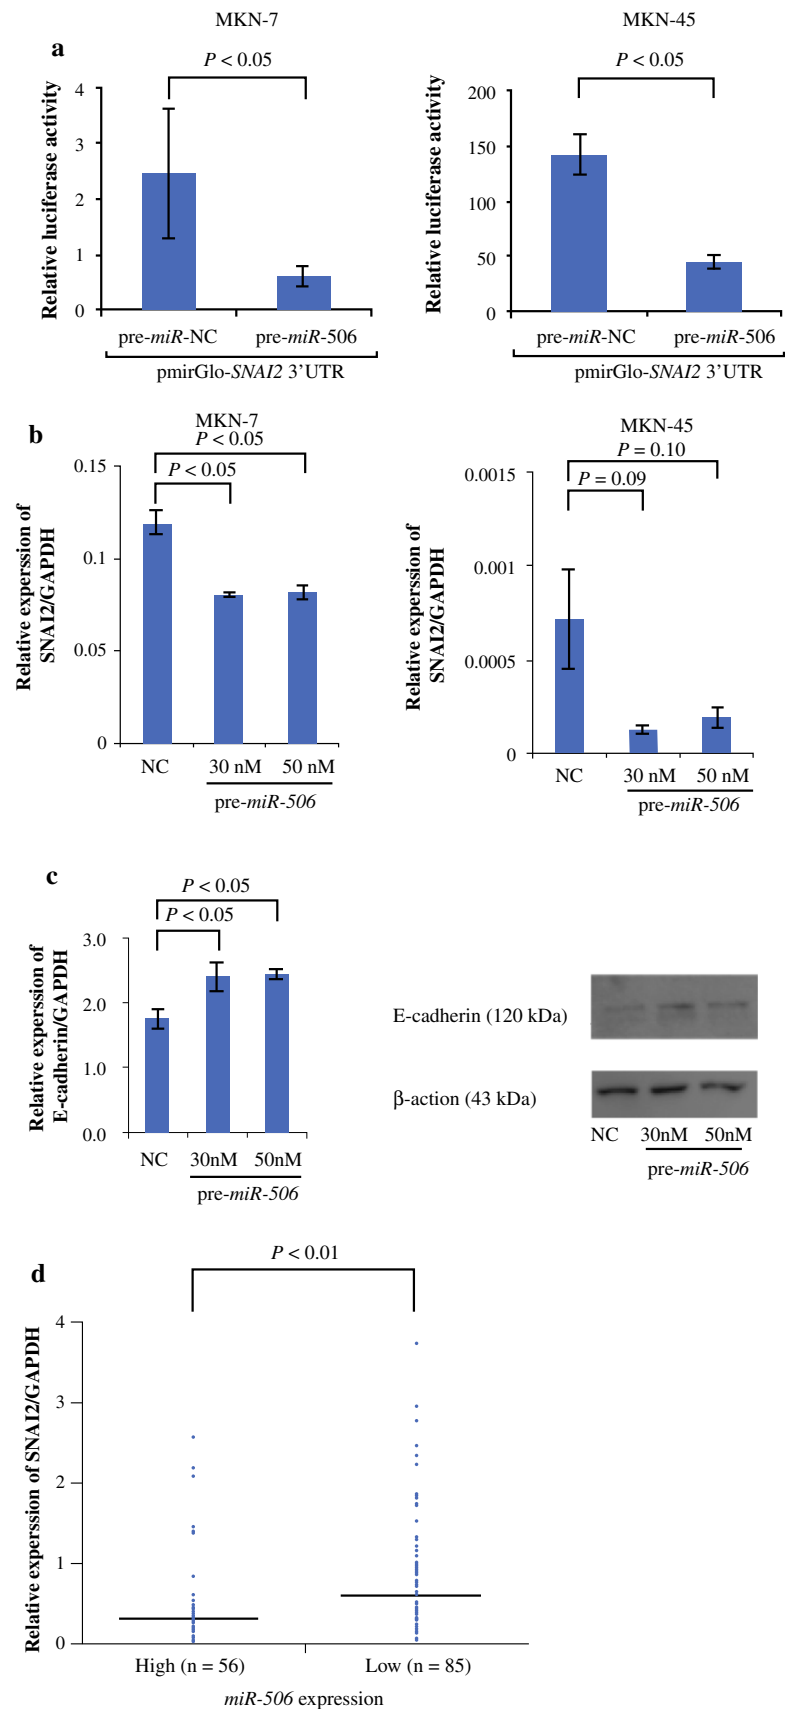 MKN-7
MKN-45
a
P < 0.05
P < 0.05
Relative luciferase activity
4
3
2
1
0
Relative luciferase activity
200
150
100
50
0
pre-miR-NC
pre-miR-506
pre-miR-NC
pre-miR-506
pmirGlo-SNAI2 3’UTR
pmirGlo-SNAI2 3’UTR
b
MKN-7
MKN-45
P < 0.05
P < 0.05
P = 0.10
P = 0.09
Relative experssion of
SNAI2/GAPDH
0.15
0.1
0.05
0
Relative experssion of
SNAI2/GAPDH
0.0015
0.001
0.0005
0
NC
30 nM
50 nM
pre-miR-506
NC
30 nM
50 nM
pre-miR-506
c
P < 0.05
P < 0.05
Relative experssion of
E-cadherin/GAPDH
3.0
2.0
1.0
0.0
NC
30nM
50nM
pre-miR-506
E-cadherin (120 kDa)
β-action (43 kDa)
NC
30nM
50nM
pre-miR-506
d
P < 0.01
Relative experssion of SNAI2/GAPDH
4
3
2
1
0
High (n = 56)
Low (n = 85)
miR-506 expression